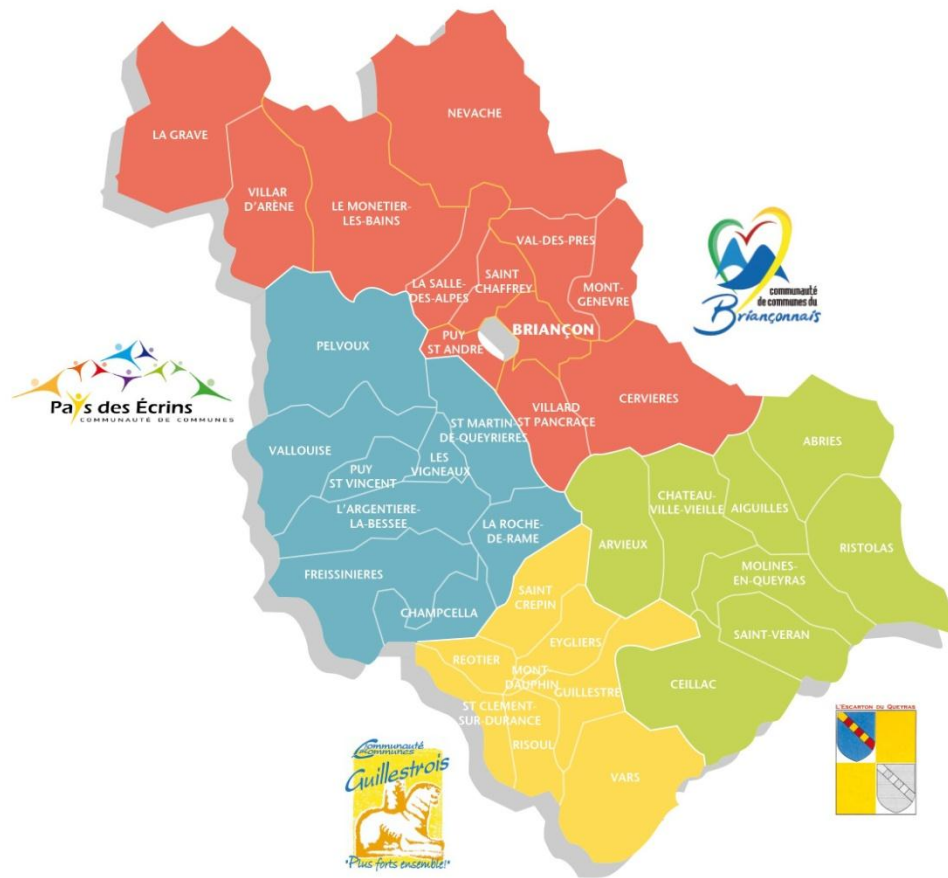 NEVACHE
LA GRAVE
VILLAR
D'ARÈNE
LE MONETIER-
LES-BAINS
VAL-DES-PRES
LA SALLE-
DES-ALPES
SAINT
CHAFFREY
MONT-
GENEVRE
BRIANÇON
PUY
ST ANDRE
VILLARD
ST PANCRACE
CERVIERES
communauté
de communes du
Briançonnais
PELVOUX
Pays des Écrins
COMMUNAUTÉ DE COMMUNES
ST MARTIN-
DE-QUEYRIERES
VALLOUISE
PUY
ST VINCENT
LES
VIGNEAUX
L'ARGENTIERE-
LA-BESSEE
LA ROCHE-
DE-RAME
FREISSINIERES
CHAMPCELLA
ABRIES
CHATEAU-
VILLE-VIEILLE
AIGUILLES
ARVIEUX
RISTOLAS
MOLINES-
EN-QUEYRAS
SAINT-VERAN
CEILLAC
SAINT
CREPIN
EYGLIERS
REOTIER
MONT-
DAUPHIN
GUILLESTRE
ST CLEMENT-
SUR-DURANCE
RISOUL
VARS
Communauté
Communes
Guillestrois
"Plus forts ensemble!"
L'ESCARTON DU QUEYRAS